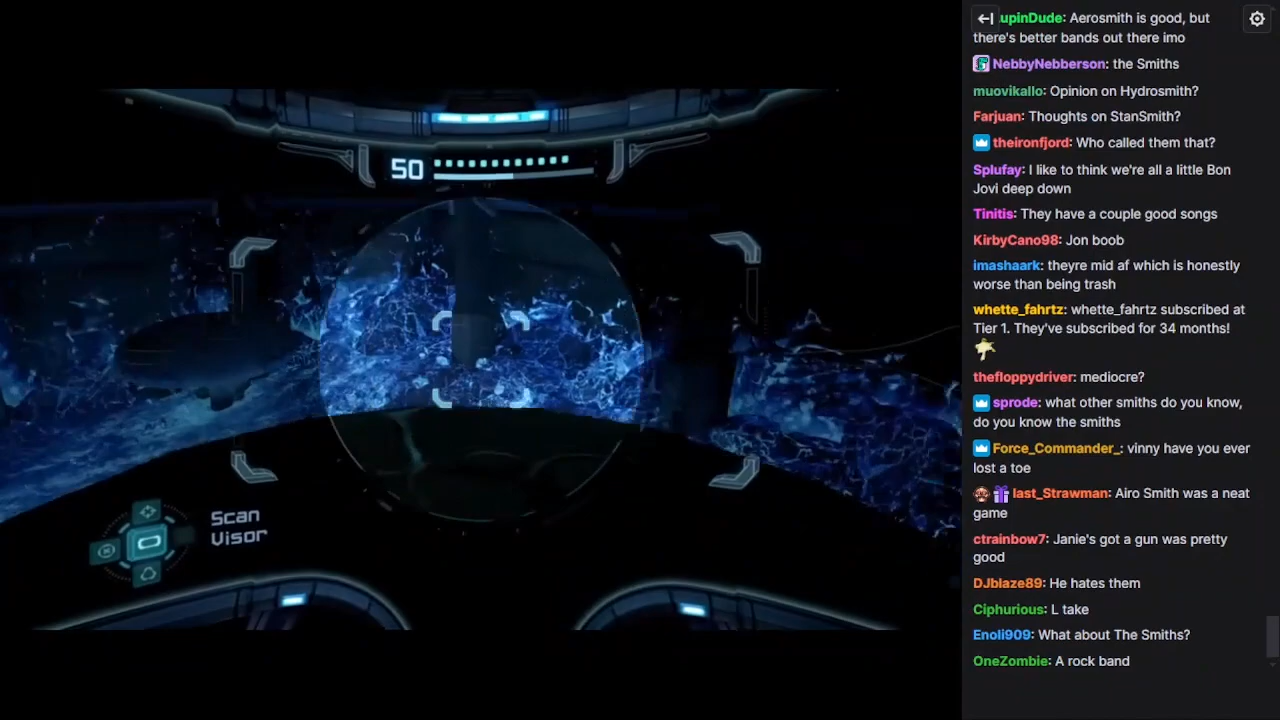 50
Scan
Visor
upinDude: Aerosmith is good, but
there's better bands out there imo
NebbyNebberson: the Smiths
muovikallo: Opinion on Hydrosmith?
Farjuan: Thoughts on StanSmith?
theironfjord: Who called them that?
Splufay: I like to think we're all a little Bon
Jovi deep down
Tinitis: They have a couple good songs
KirbyCano98: Jon boob
imashaark: theyre mid af which is honestly
worse than being trash
whette_fahrtz: whette_fahrtz subscribed at
Tier 1. They've subscribed for 34 months!
thefloppydriver: mediocre?
sprode: what other smiths do you know,
do you know the smiths
Force_Commander_: vinny have you ever
lost a toe
last_Strawman: Airo Smith was a neat
game
ctrainbow7: Janie's got a gun was pretty
good
DJblaze89: He hates them
Ciphurious: L take
Enoli909: What about The Smiths?
OneZombie: A rock band